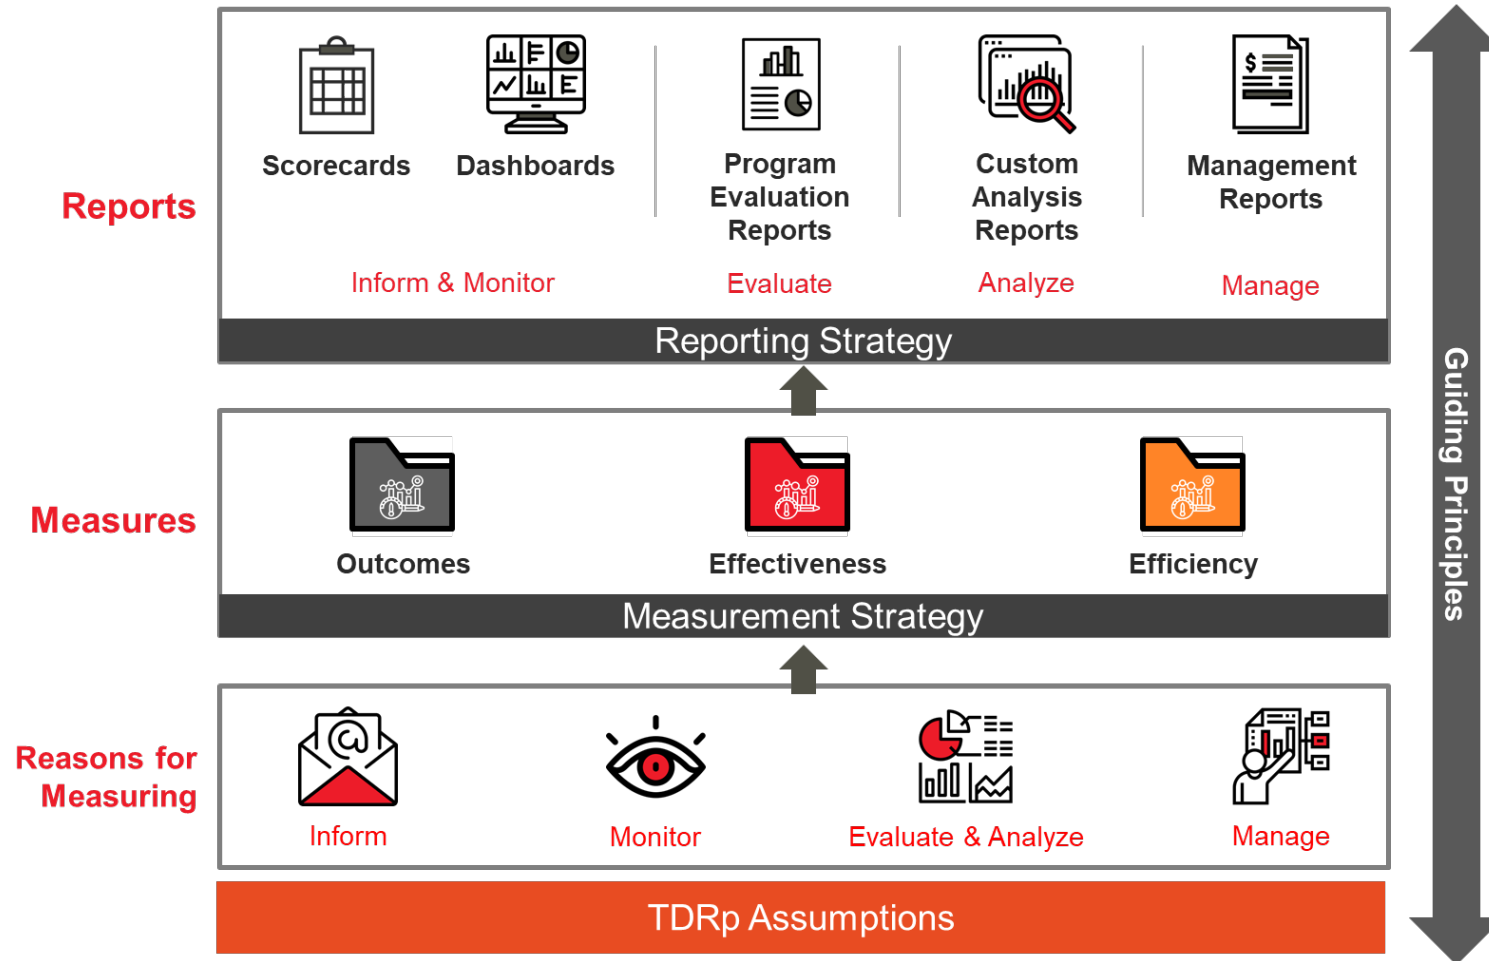 Scorecards
Dashboards
Program
Evaluation
Reports
Custom
Analysis
Reports
Management
Reports
Reports
Inform & Monitor
Evaluate
Analyze
Manage
Reporting Strategy
Measures
Outcomes
Effectiveness
Efficiency
Measurement Strategy
Reasons for
Measuring
Inform
Monitor
Evaluate & Analyze
Manage
TDRp Assumptions
Guiding Principles